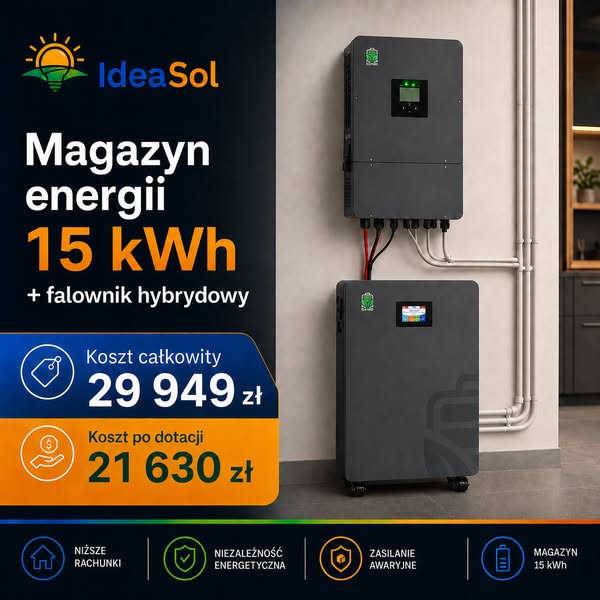 IdeaSol
Magazyn
energii
15 kWh
+ falownik hybrydowy
Koszt całkowity
29 949 zł
Koszt po dotacji
21 630 zł
NIŻSZE
RACHUNKI
NIEZALEŻNOŚĆ
ENERGETYCZNA
ZASILANIE
AWARYJNE
MAGAZYN
15 kWh